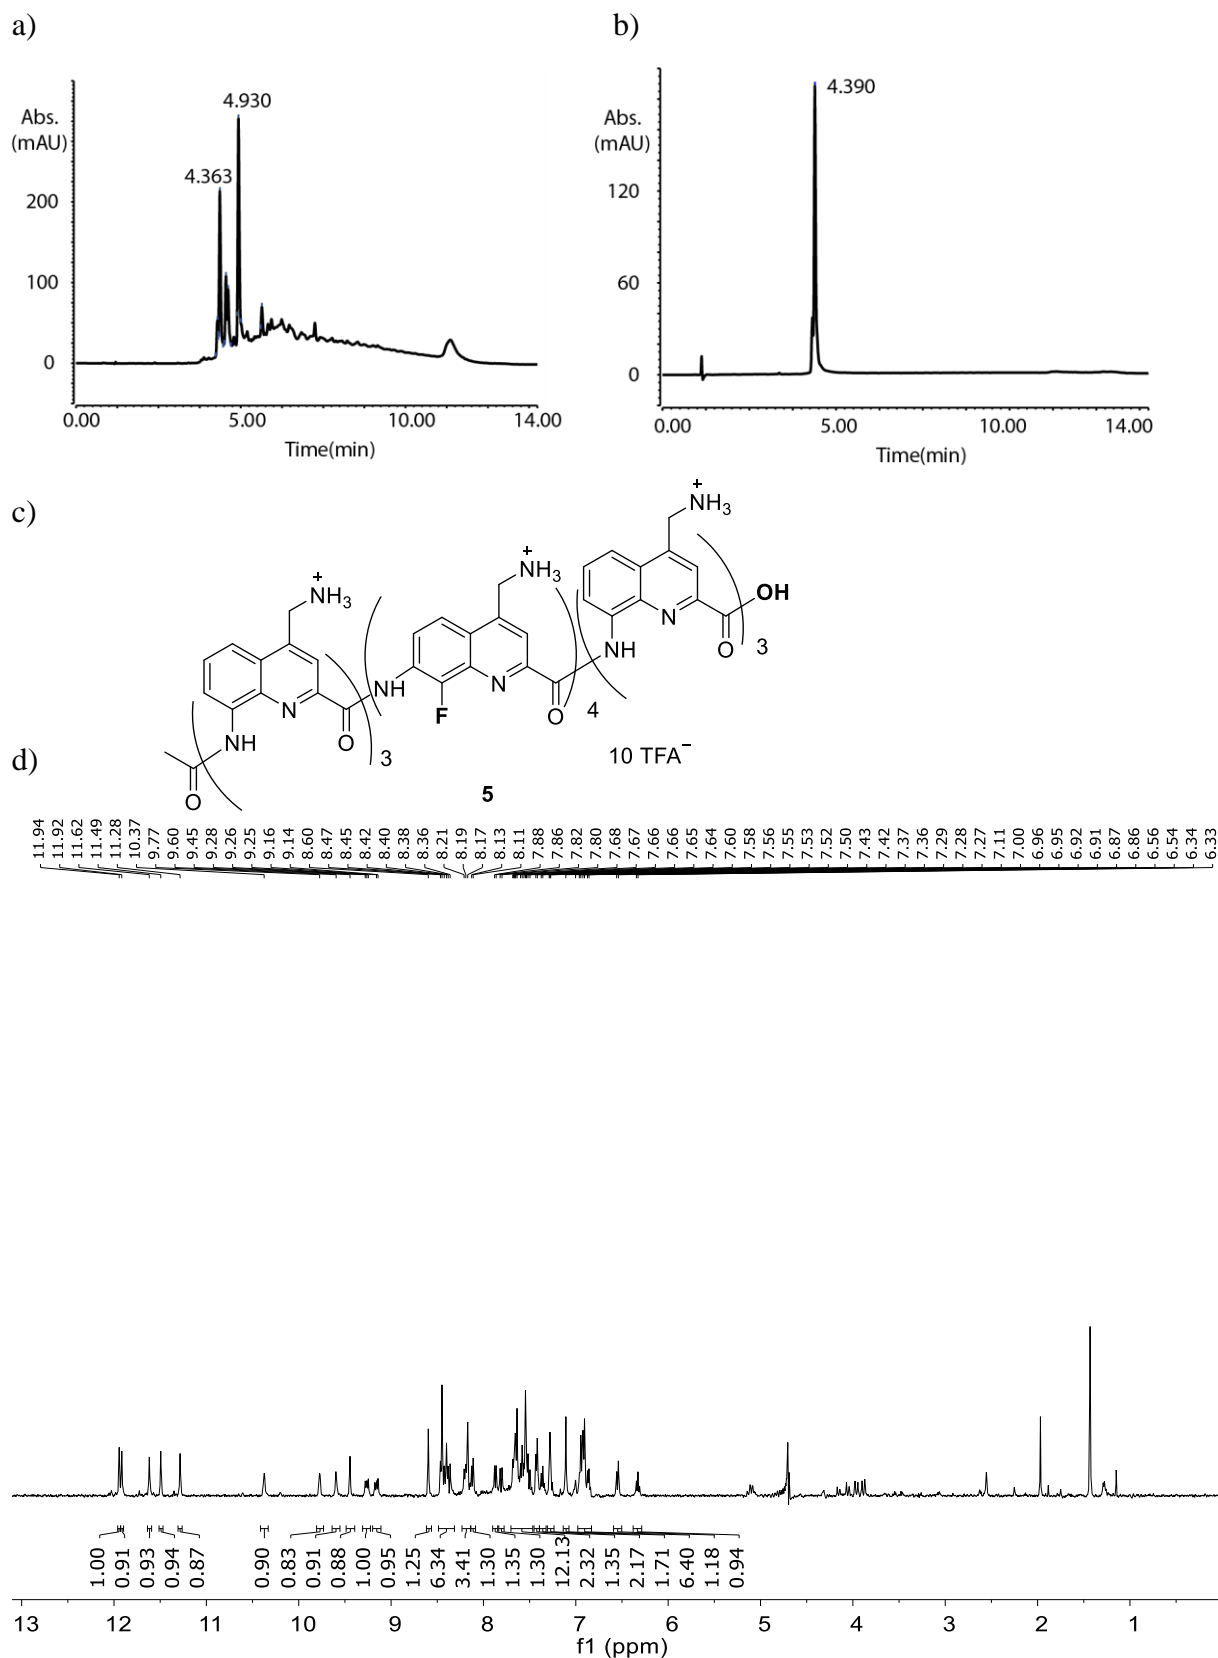 a)
b)
Abs.
(mAU)
4.930
4.363
200
100
0
0.00 5.00 10.00 14.00
Time(min)
Abs.
(mAU)
4.390
120
60
0
0.00 5.00 10.00 14.00
Time(min)
c)
+
NH3
+
NH3
+
NH3
N
O
NH
3
NH
F
N
O
4
NH
N
O
OH
3
O
10 TFA−
5
d)
11.94 11.92 11.62 11.49 11.28 10.37 9.77 9.60 9.45 9.28 9.26 9.25 9.16 9.14 8.60 8.47 8.45 8.42 8.40 8.38 8.36 8.21 8.19 8.17 8.13 8.11 7.88 7.86 7.82 7.80 7.68 7.67 7.66 7.66 7.65 7.64 7.60 7.58 7.56 7.55 7.53 7.52 7.50 7.43 7.42 7.37 7.36 7.29 7.28 7.27 7.11 7.00 6.96 6.95 6.92 6.91 6.87 6.86 6.56 6.54 6.34 6.33
1.00 0.91 0.93 0.94 0.87 0.90 0.83 0.91 0.88 1.00 0.95 1.25 6.34 3.41 1.30 1.35 1.30 12.13 2.32 1.35 2.17 1.71 6.40 1.18 0.94
13 12 11 10 9 8 7 6 5 4 3 2 1
f1 (ppm)